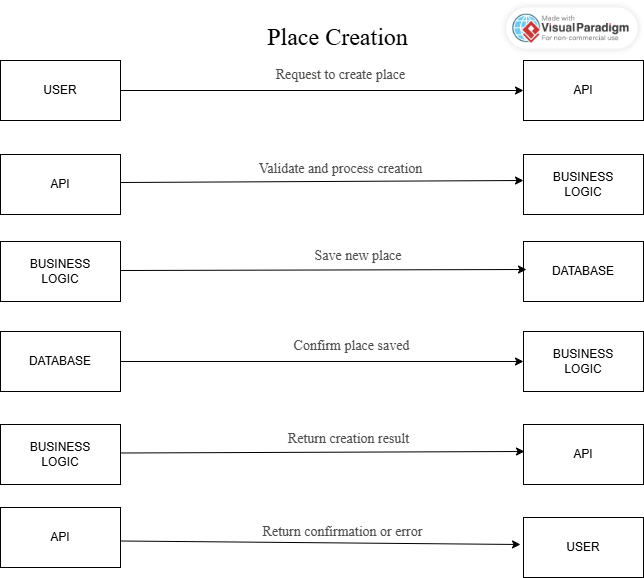 Place Creation
Made with
VisualParadigm
For non-commercial use
USER
Request to create place
API
API
Validate and process creation
BUSINESS
LOGIC
BUSINESS
LOGIC
Save new place
DATABASE
DATABASE
Confirm place saved
BUSINESS
LOGIC
BUSINESS
LOGIC
Return creation result
API
API
Return confirmation or error
USER